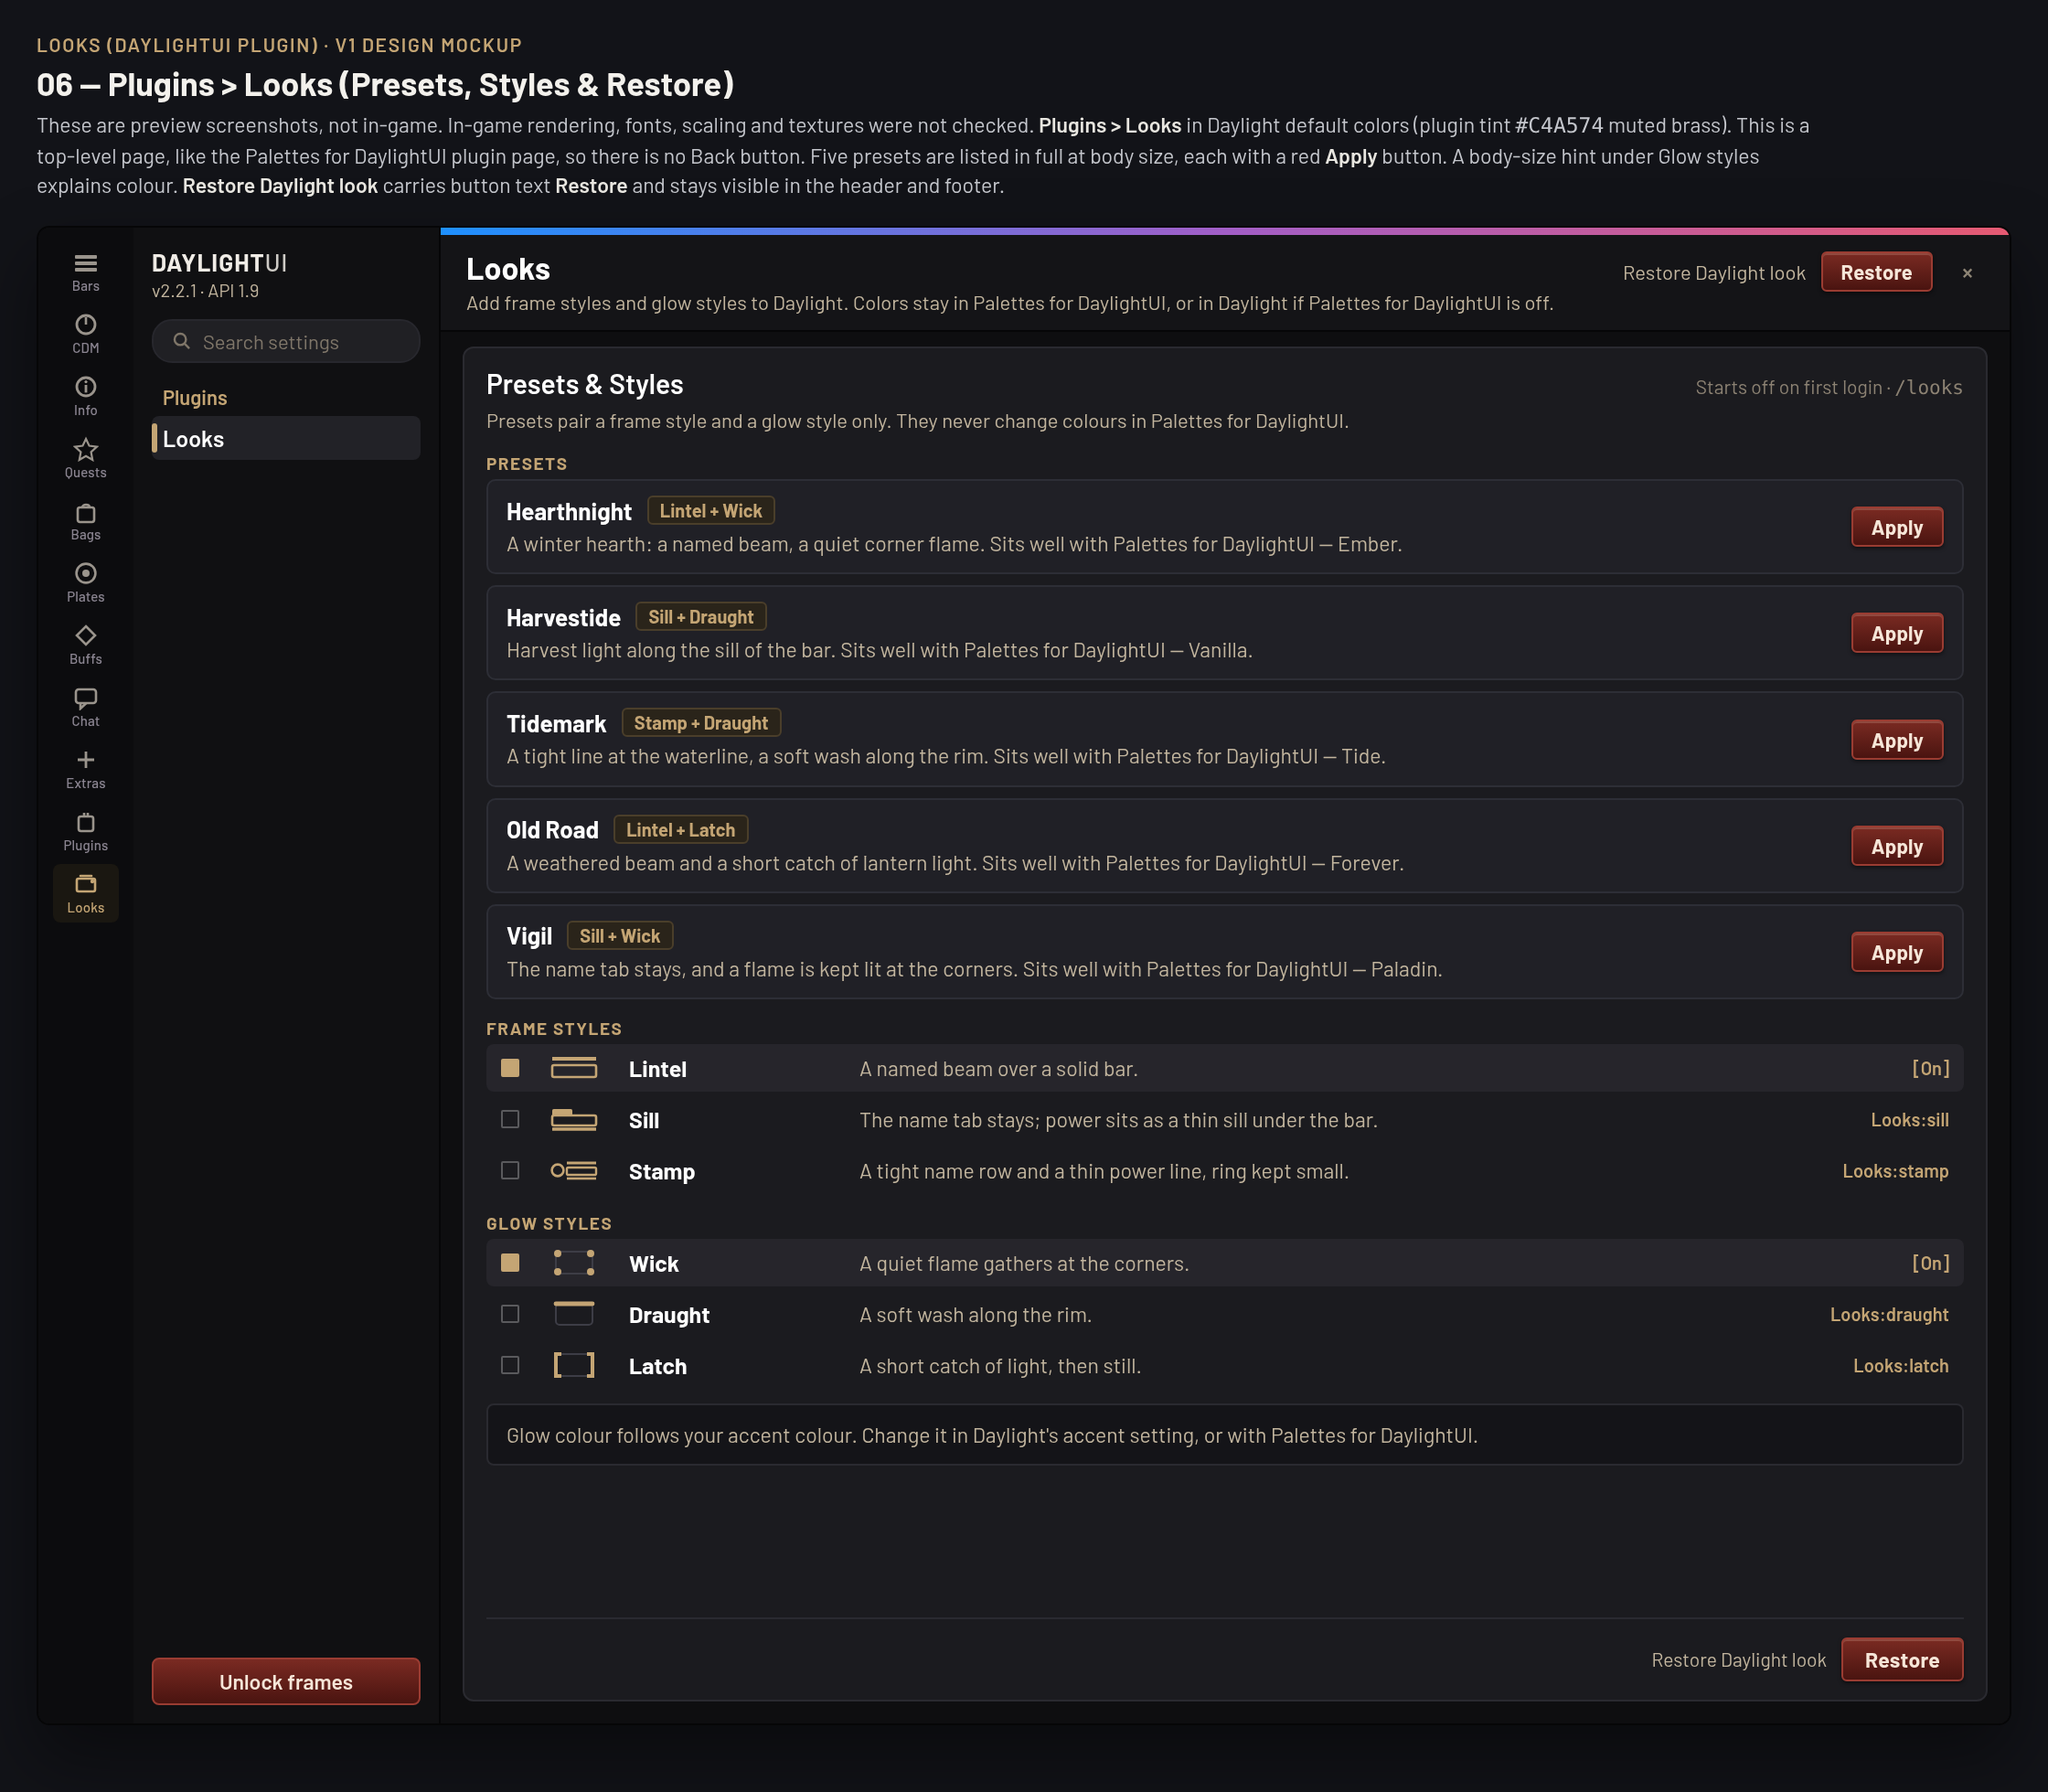 LOOKS (DAYLIGHTUI PLUGIN) · V1 DESIGN MOCKUP
06 — Plugins > Looks (Presets, Styles & Restore)
These are preview screenshots, not in-game. In-game rendering, fonts, scaling and textures were not checked. Plugins > Looks in Daylight default colors (plugin tint #C4A574 muted brass). This is a
top-level page, like the Palettes for DaylightUI plugin page, so there is no Back button. Five presets are listed in full at body size, each with a red Apply button. A body-size hint under Glow styles
explains colour. Restore Daylight look carries button text Restore and stays visible in the header and footer.
Bars
CDM
Info
Quests
Bags
Plates
Buffs
Chat
Extras
Plugins
Looks
DAYLIGHTUI
v2.2.1 · API 1.9
Search settings
Plugins
Looks
Unlock frames
Looks
Restore Daylight look
Restore
×
Add frame styles and glow styles to Daylight. Colors stay in Palettes for DaylightUI, or in Daylight if Palettes for DaylightUI is off.
Presets & Styles
Starts off on first login · /looks
Presets pair a frame style and a glow style only. They never change colours in Palettes for DaylightUI.
PRESETS
Hearthnight
Lintel + Wick
A winter hearth: a named beam, a quiet corner flame. Sits well with Palettes for DaylightUI — Ember.
Apply
Harvestide
Sill + Draught
Harvest light along the sill of the bar. Sits well with Palettes for DaylightUI — Vanilla.
Apply
Tidemark
Stamp + Draught
A tight line at the waterline, a soft wash along the rim. Sits well with Palettes for DaylightUI — Tide.
Apply
Old Road
Lintel + Latch
A weathered beam and a short catch of lantern light. Sits well with Palettes for DaylightUI — Forever.
Apply
Vigil
Sill + Wick
The name tab stays, and a flame is kept lit at the corners. Sits well with Palettes for DaylightUI — Paladin.
Apply
FRAME STYLES
Lintel
A named beam over a solid bar.
[On]
Sill
The name tab stays; power sits as a thin sill under the bar.
Looks:sill
Stamp
A tight name row and a thin power line, ring kept small.
Looks:stamp
GLOW STYLES
Wick
A quiet flame gathers at the corners.
[On]
Draught
A soft wash along the rim.
Looks:draught
Latch
A short catch of light, then still.
Looks:latch
Glow colour follows your accent colour. Change it in Daylight's accent setting, or with Palettes for DaylightUI.
Restore Daylight look
Restore